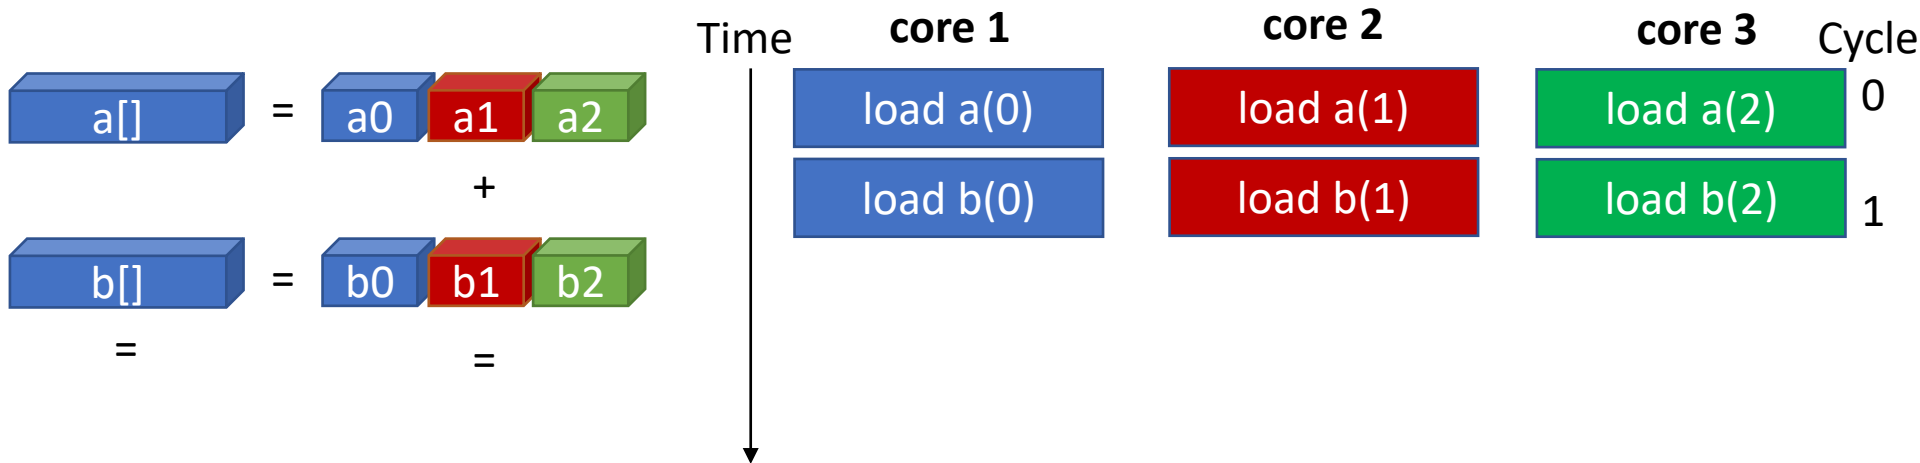 Time core 1 core 2 core 3 Cycle
a[] = a0 a1 a2
+
b[] = b0 b1 b2
= =
load a(0) load a(1) load a(2) 0
load b(0) load b(1) load b(2) 1